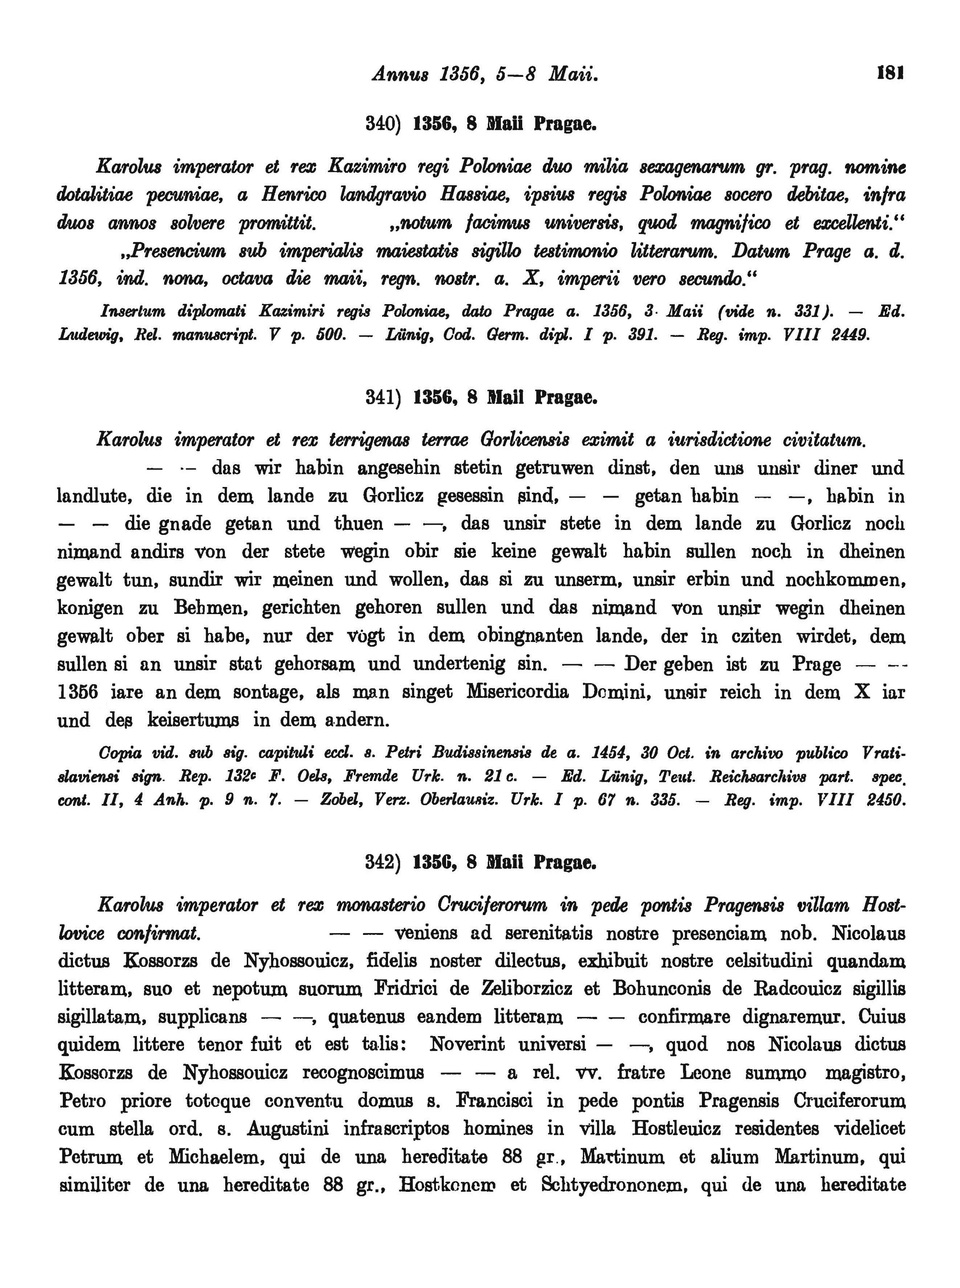 Annus 1356, 5—8 Maii. 181
340) 1356, 8 Maii Pragae.
Karolus imperator et rex Kazimiro regi Poloniae duo milia sexagenarum gr. prag. nomine
dotalitiae pecuniae, a Henrico landgravio Hassiae, ipsius regis Poloniae socero debitae, infra
duos annos solvere promittit. „notum facimus universis, quod magnifico et excellenti.“
„Presencium sub imperialis maiestatis sigillo testimonio litterarum. Datum Prage a. d.
1356, ind. nona, octava die maii, regn. nostr. a. X, imperii vero secundo.“
Insertum diplomati Kazimiri regis Poloniae, dato Pragae a. 1356, 3. Maii (vide n. 331). — Ed.
Ludewig, Rel. manuscript. V p. 500. — Lünig, Cod. Germ. dipl. I p. 391. — Reg. imp. VIII 2449.
341) 1356, 8 Maii Pragae.
Karolus imperator et rex terrigenas terrae Gorlicensis eximit a iurisdictione civitatum.
— — das wir habin angesehin stetin getruwen dinst, den uns unsir diner und
landlute, die in dem lande zu Gorlicz gesessin sind, — — getan habin — —, habin in
— — die gnade getan und thuen — —, das unsir stete in dem lande zu Gorlicz noch
nimand andirs von der stete wegin obir sie keine gewalt habin sullen noch in dheinen
gewalt tun, sundir wir meinen und wollen, das si zu unserm, unsir erbin und nochkommen,
konigen zu Behmen, gerichten gehoren sullen und das nimand von unsir wegin dheinen
gewalt ober si habe, nur der vogt in dem obingnanten lande, der in cziten wirdet, dem
sullen si an unsir stat gehorsam und undertenig sin. — — Der geben ist zu Prage — —
1356 iare an dem sontage, als man singet Misericordia Domini, unsir reich in dem X iar
und des keisertums in dem andern.
Copia vid. sub sig. capituli eccl. s. Petri Budissinensis de a. 1454, 30 Oct. in archivo publico Vrati-
slaviensi sign. Rep. 132c F. Oels, Fremde Urk. n. 21 c. — Ed. Lünig, Teut. Reichsarchivs part. spec.
cont. II, 4 Anh. p. 9 n. 7. — Zobel, Verz. Oberlausiz. Urk. I p. 67 n. 335. — Reg. imp. VIII 2450.
342) 1356, 8 Maii Pragae.
Karolus imperator et rex monasterio Cruciferorum in pede pontis Pragensis villam Host-
lovice confirmat. — — veniens ad serenitatis nostre presenciam nob. Nicolaus
dictus Kossorzs de Nyhossouicz, fidelis noster dilectus, exhibuit nostre celsitudini quandam
litteram, suo et nepotum suorum Fridrici de Zeliborzicz et Bohunconis de Radcouicz sigillis
sigillatam, supplicans — —, quatenus eandem litteram — — confirmare dignaremur. Cuius
quidem littere tenor fuit et est talis: Noverint universi — —, quod nos Nicolaus dictus
Kossorzs de Nyhossouicz recognoscimus — — a rel. vv. fratre Leone summo magistro,
Petro priore totoque conventu domus s. Francisci in pede pontis Pragensis Cruciferorum
cum stella ord. s. Augustini infrascriptos homines in villa Hostleuicz residentes videlicet
Petrum et Michaelem, qui de una hereditate 88 gr., Martinum et alium Martinum, qui
similiter de una hereditate 88 gr., Hostkonem et Schtyedrononem, qui de una hereditate